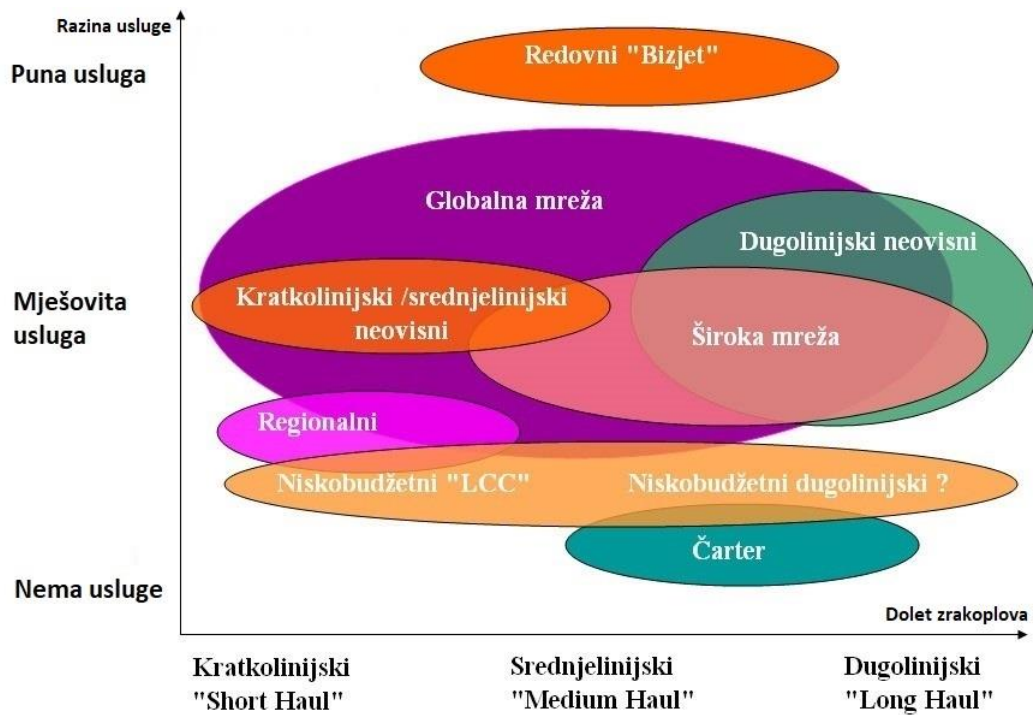 Razina usluge
Puna usluga
Redovni "Bizjet"
Globalna mreža
Dugolinijski neovisni
Mješovita
usluga
Kratkolinijski /srednjelinijski
neovisni
Široka mreža
Regionalni
Niskobudžetni "LCC"
Niskobudžetni dugolinijski ?
Čarter
Nema usluge
Dolet zrakoplova
Kratkolinijski
"Short Haul"
Srednjelinijski
"Medium Haul"
Dugolinijski
"Long Haul"